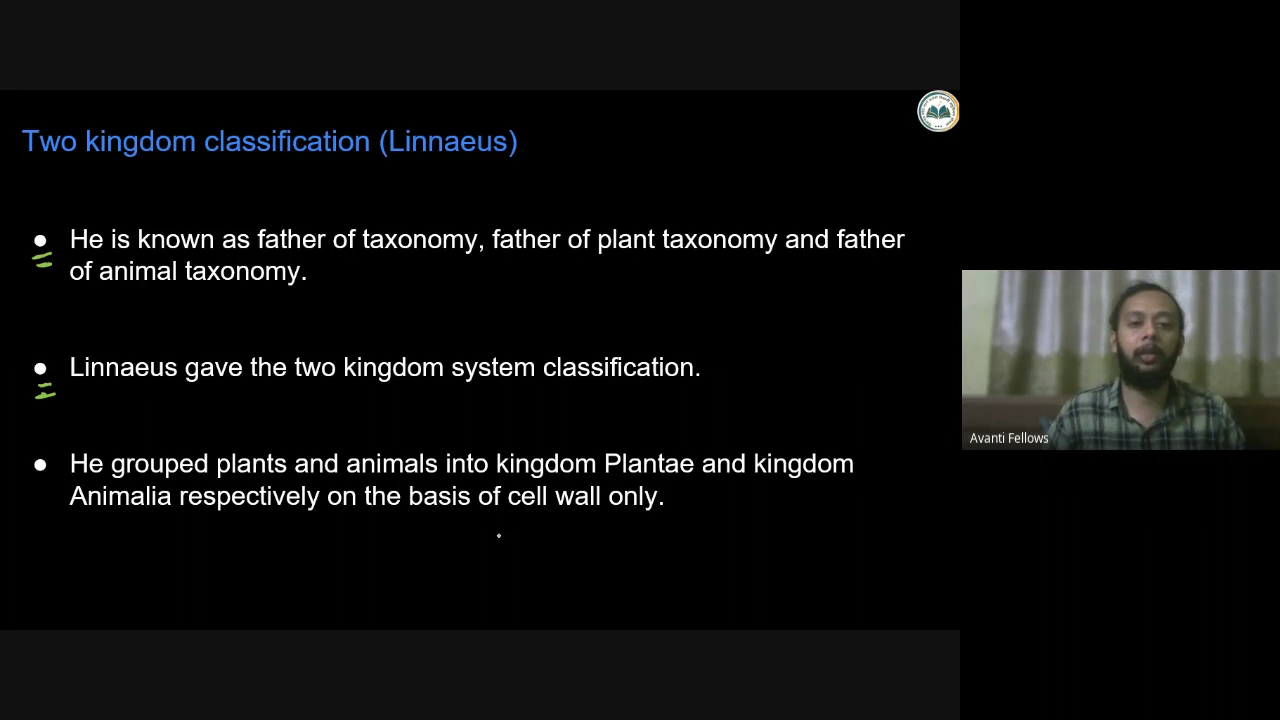 Two kingdom classification (Linnaeus)
● He is known as father of taxonomy, father of plant taxonomy and father
of animal taxonomy.
● Linnaeus gave the two kingdom system classification.
● He grouped plants and animals into kingdom Plantae and kingdom
Animalia respectively on the basis of cell wall only.
Avanti Fellows